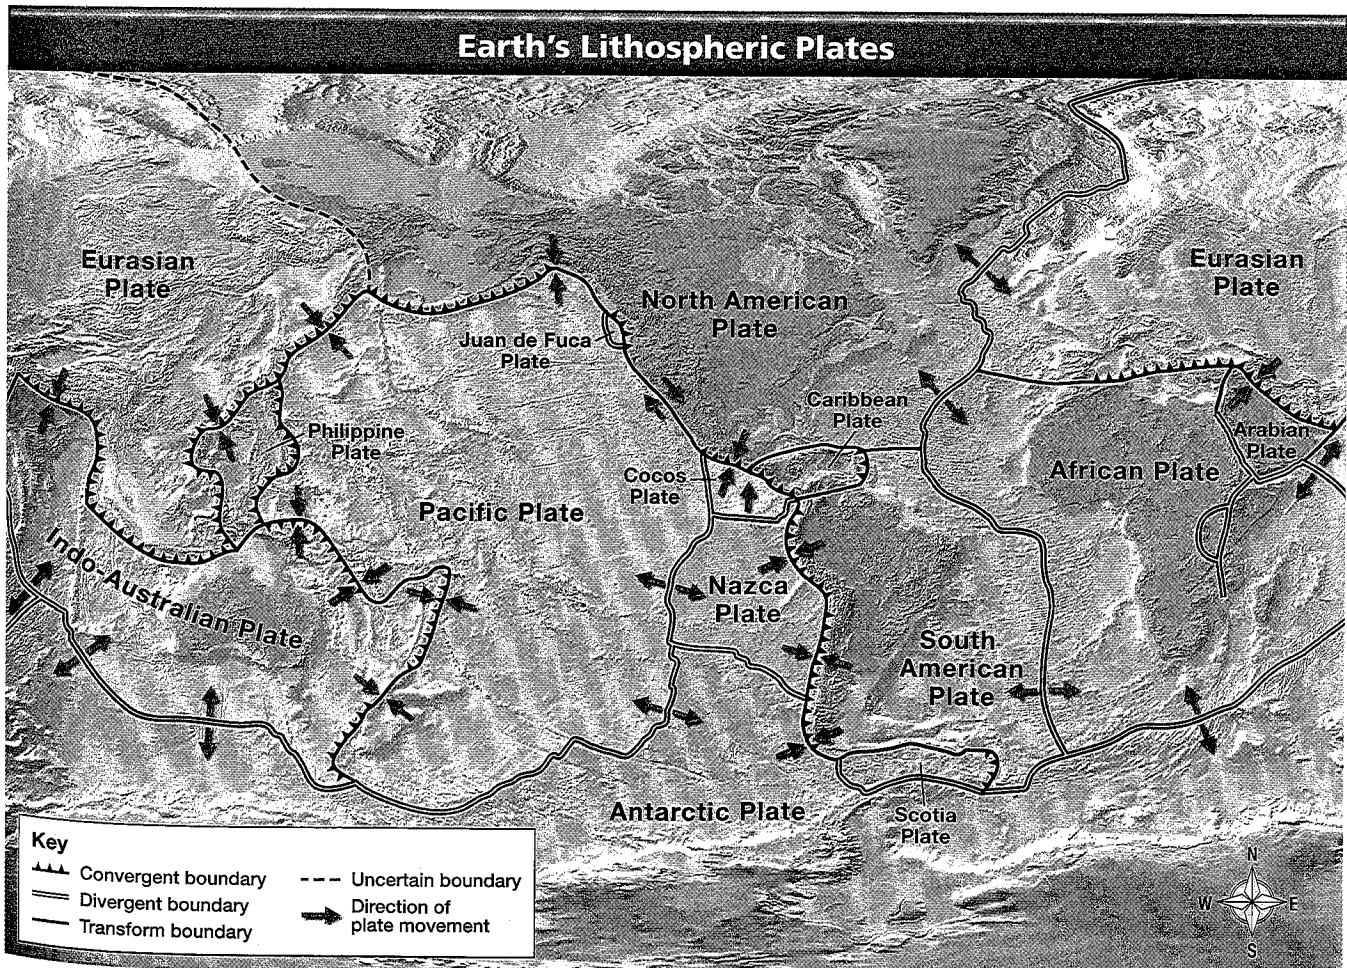 Earth's Lithospheric Plates
Eurasian
Plate
North American
Plate
Eurasian
Plate
Juan de Fuca
Plate
Caribbean
Plate
Philippine
Plate
Arabian
Plate
African Plate
Cocos
Plate
Pacific Plate
Indo-Australian Plate
Nazca
Plate
South
American
Plate
Antarctic Plate
Scotia
Plate
Key
Convergent boundary
Divergent boundary
Transform boundary
Uncertain boundary
Direction of
plate movement
N
W
E
S